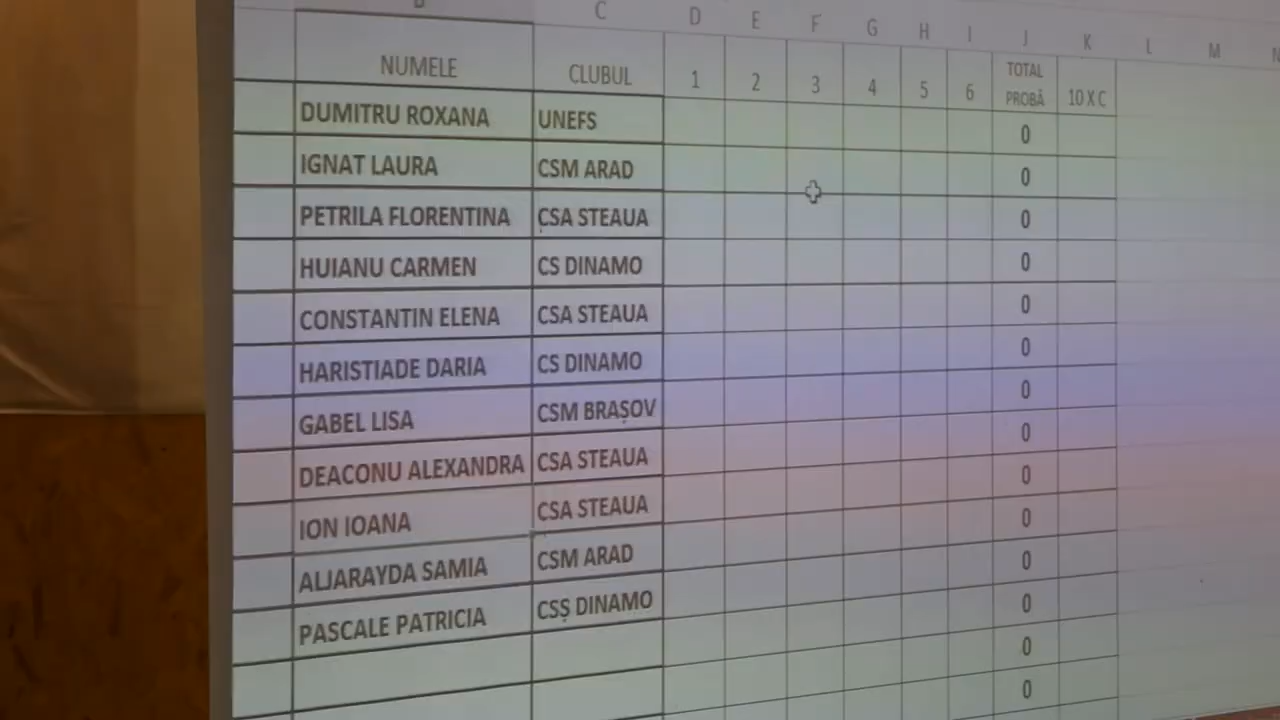 C D E F G H I J K L M
NUMELE CLUBUL 1 2 3 4 5 6 TOTAL PROBĂ 10 X C
DUMITRU ROXANA UNEFS 0
IGNAT LAURA CSM ARAD 0
PETRILA FLORENTINA CSA STEAUA 0
HUIANU CARMEN CS DINAMO 0
CONSTANTIN ELENA CSA STEAUA 0
HARISTIADE DARIA CS DINAMO 0
GABEL LISA CSM BRAȘOV 0
DEACONU ALEXANDRA CSA STEAUA 0
ION IOANA CSA STEAUA 0
ALJARAYDA SAMIA CSM ARAD 0
PASCALE PATRICIA CSȘ DINAMO 0
0
0
0